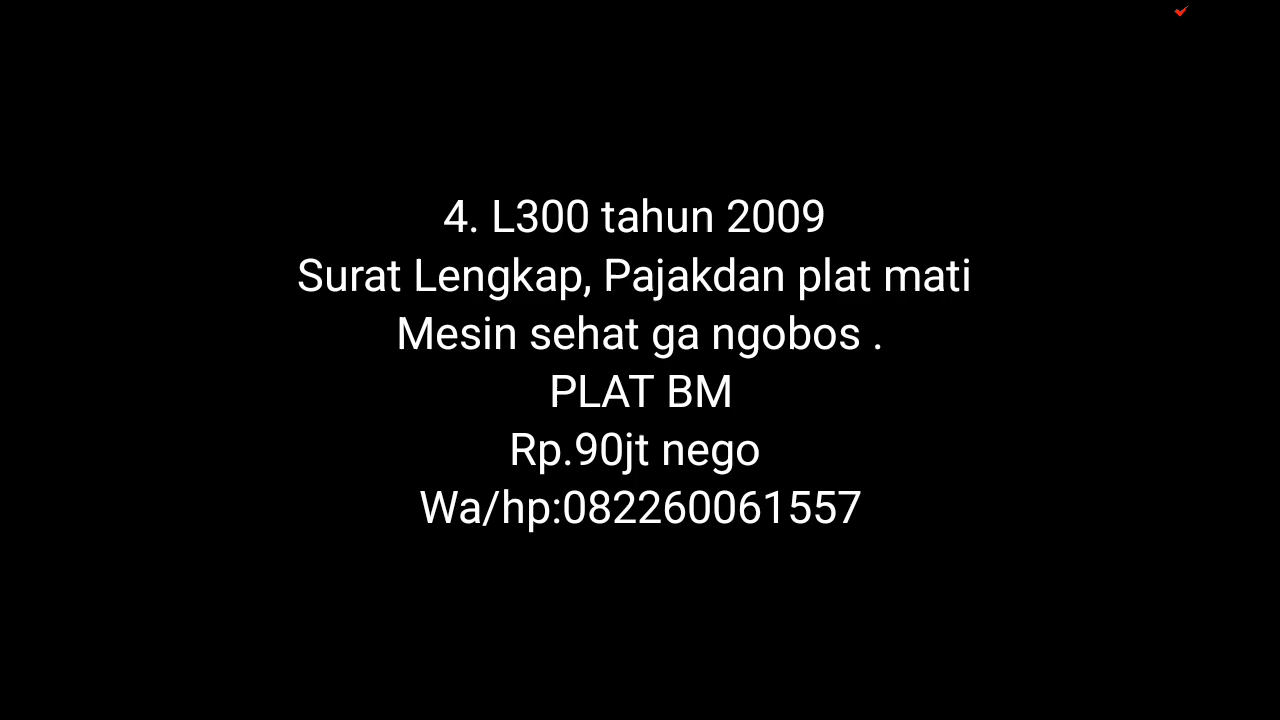 4. L300 tahun 2009
Surat Lengkap, Pajakdan plat mati
Mesin sehat ga ngobos .
PLAT BM
Rp.90jt nego
Wa/hp:082260061557